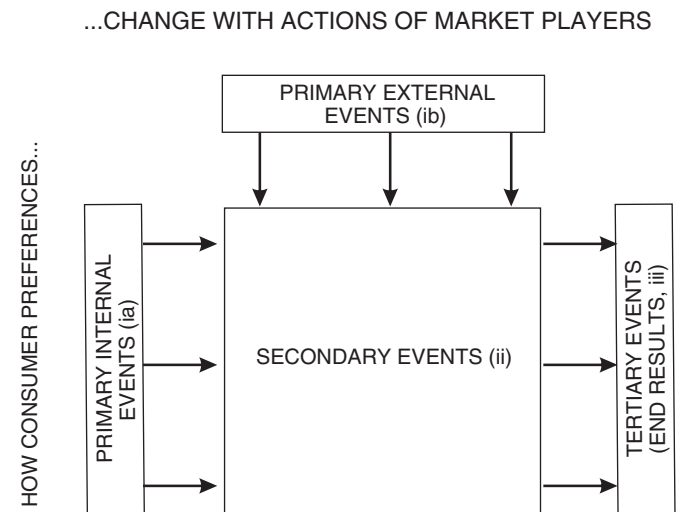 ...CHANGE WITH ACTIONS OF MARKET PLAYERS
PRIMARY EXTERNAL
EVENTS (ib)
HOW CONSUMER PREFERENCES...
PRIMARY INTERNAL
EVENTS (ia)
SECONDARY EVENTS (ii)
TERTIARY EVENTS
(END RESULTS, iii)